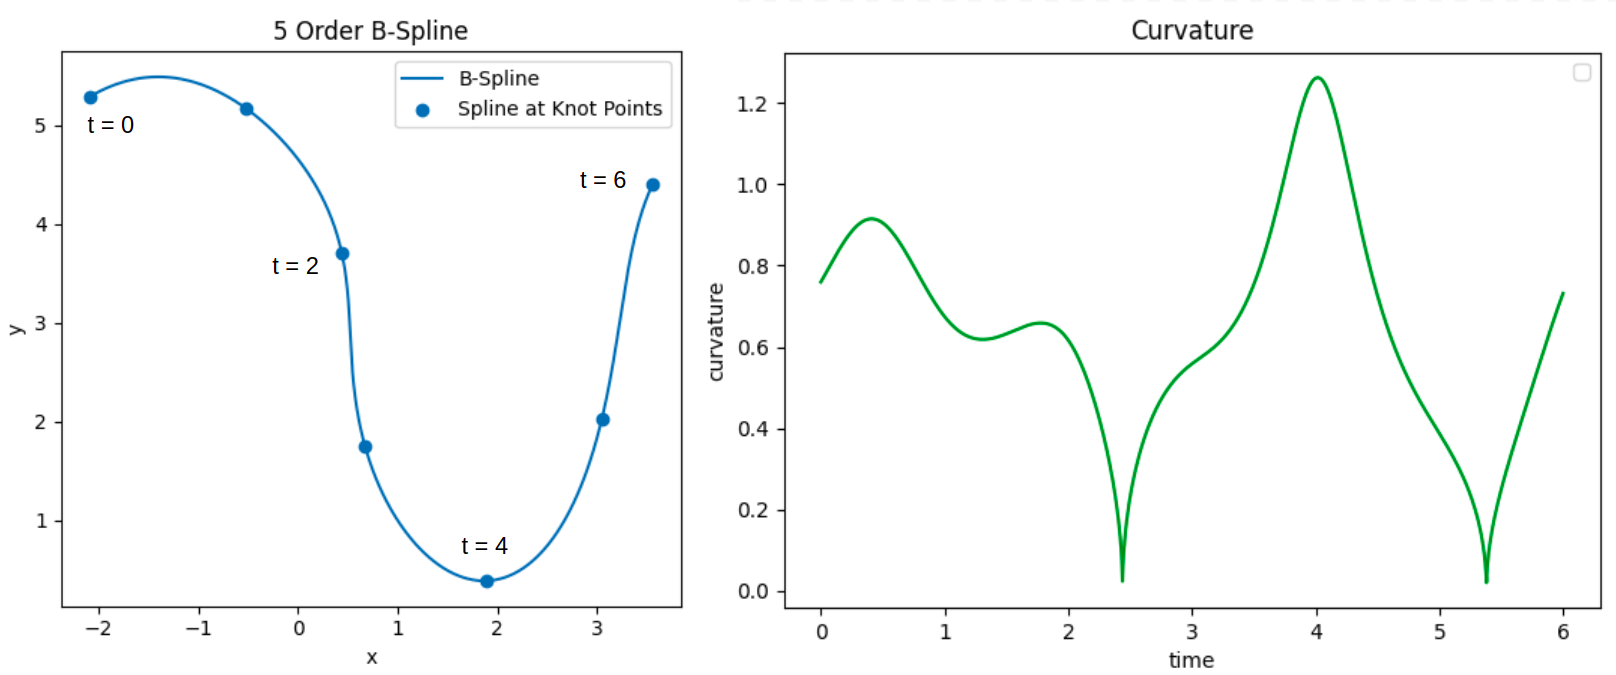 5 Order B-Spline
B-Spline
Spline at Knot Points
t = 0
t = 2
t = 4
t = 6
5
4
3
2
1
y
−2
−1
0
1
2
3
x
Curvature
1.2
1.0
0.8
0.6
0.4
0.2
0.0
curvature
0
1
2
3
4
5
6
time